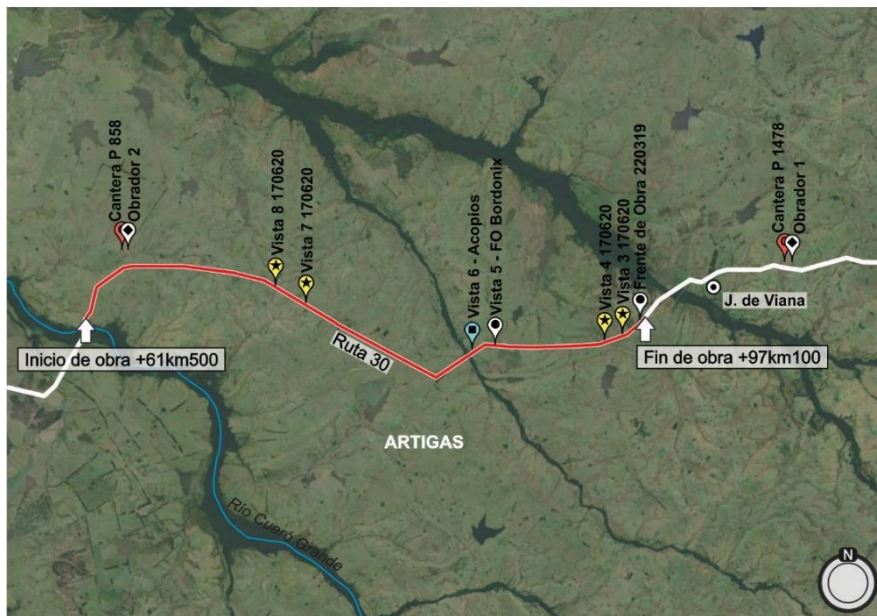 Cantera P 858
Obrador 2
Vista 8 170620
Vista 7 170620
Vista 6 - Acopios
Vista 5 - FO Bordonix
Vista 4 170620
Vista 3 170620
Frente de Obra 220319
Cantera P 1478
Obrador 1
J. de Viana
Inicio de obra +61km500
Ruta 30
Fin de obra +97km100
ARTIGAS
Río Cuaró Grande
N